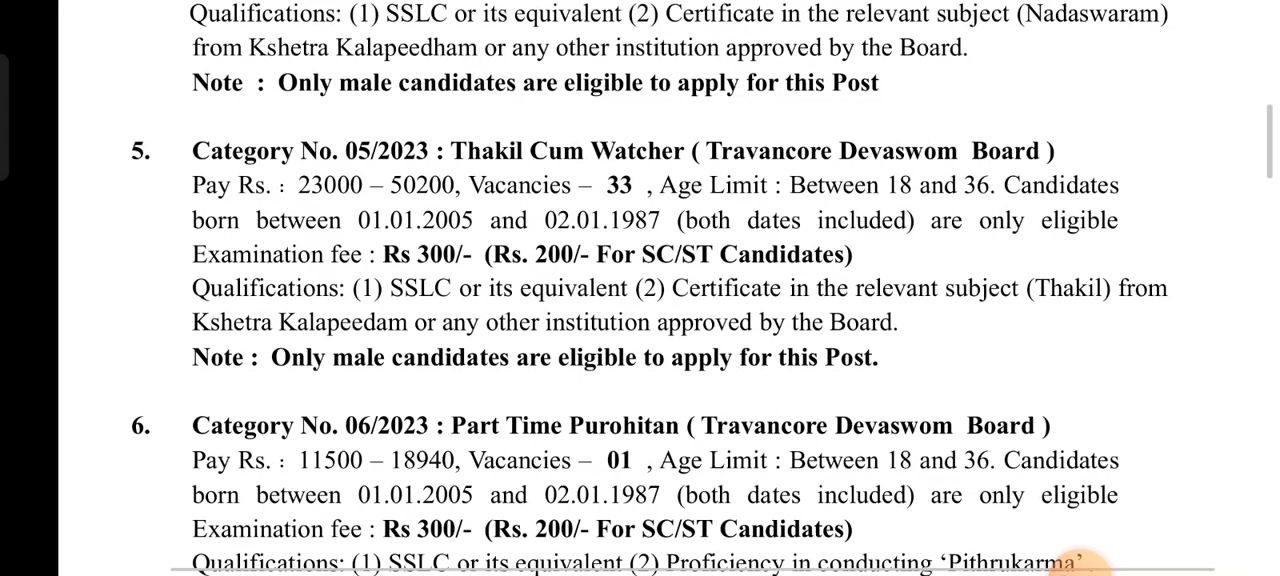 Qualifications: (1) SSLC or its equivalent (2) Certificate in the relevant subject (Nadaswaram)
from Kshetra Kalapeedham or any other institution approved by the Board.
Note : Only male candidates are eligible to apply for this Post
5. Category No. 05/2023 : Thakil Cum Watcher ( Travancore Devaswom Board )
Pay Rs. : 23000 – 50200, Vacancies – 33 , Age Limit : Between 18 and 36. Candidates
born between 01.01.2005 and 02.01.1987 (both dates included) are only eligible
Examination fee : Rs 300/- (Rs. 200/- For SC/ST Candidates)
Qualifications: (1) SSLC or its equivalent (2) Certificate in the relevant subject (Thakil) from
Kshetra Kalapeedam or any other institution approved by the Board.
Note : Only male candidates are eligible to apply for this Post.
6. Category No. 06/2023 : Part Time Purohitan ( Travancore Devaswom Board )
Pay Rs. : 11500 – 18940, Vacancies – 01 , Age Limit : Between 18 and 36. Candidates
born between 01.01.2005 and 02.01.1987 (both dates included) are only eligible
Examination fee : Rs 300/- (Rs. 200/- For SC/ST Candidates)
Qualifications: (1) SSLC or its equivalent (2) Proficiency in conducting ‘Pithrukarma’